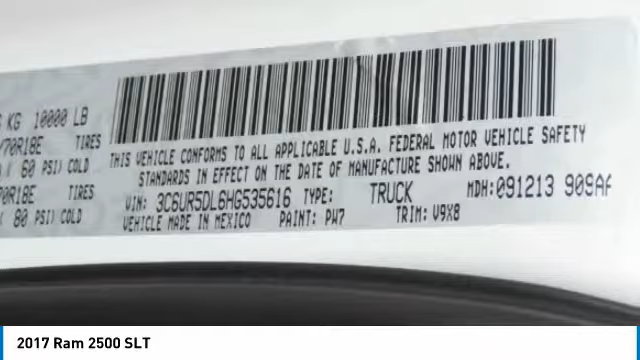 KG 10000 LB
/70R18E TIRES
( 60 PSI) COLD
70R18E TIRES
( 80 PSI) COLD
THIS VEHICLE CONFORMS TO ALL APPLICABLE U.S.A. FEDERAL MOTOR VEHICLE SAFETY
STANDARDS IN EFFECT ON THE DATE OF MANUFACTURE SHOWN ABOVE.
VIN: 3C6UR5DL6HG535616 TYPE: TRUCK MDH: 091213 909AA
VEHICLE MADE IN MEXICO PAINT: PW7 TRIM: V9X8
2017 Ram 2500 SLT